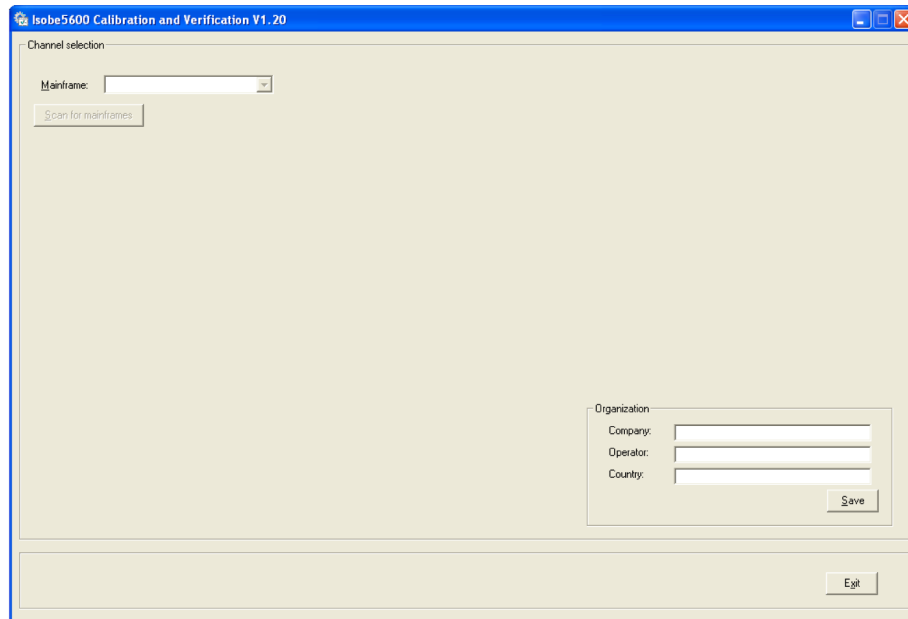 Isobe5600 Calibration and Verification V1.20
Channel selection
Mainframe:
Scan for mainframes
Organization
Company:
Operator:
Country:
Save
Exit